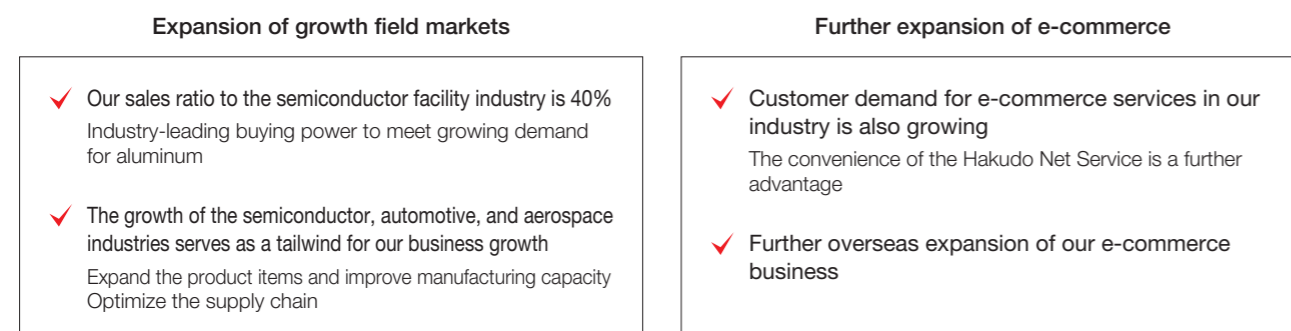 Expansion of growth field markets
Our sales ratio to the semiconductor facility industry is 40%
Industry-leading buying power to meet growing demand
for aluminum
The growth of the semiconductor, automotive, and aerospace
industries serves as a tailwind for our business growth
Expand the product items and improve manufacturing capacity
Optimize the supply chain
Further expansion of e-commerce
Customer demand for e-commerce services in our
industry is also growing
The convenience of the Hakudo Net Service is a further
advantage
Further overseas expansion of our e-commerce
business